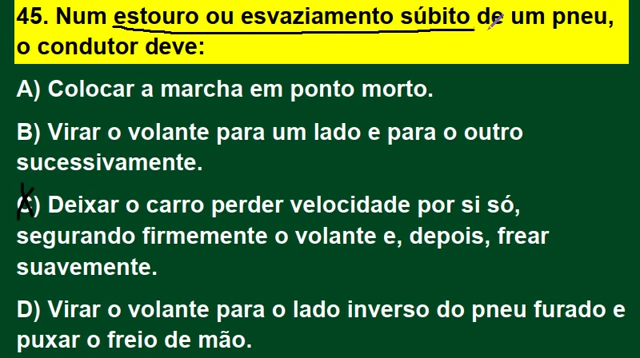 45. Num estouro ou esvaziamento súbito de um pneu,
o condutor deve:
A) Colocar a marcha em ponto morto.
B) Virar o volante para um lado e para o outro
sucessivamente.
C) Deixar o carro perder velocidade por si só,
segurando firmemente o volante e, depois, frear
suavemente.
D) Virar o volante para o lado inverso do pneu furado e
puxar o freio de mão.